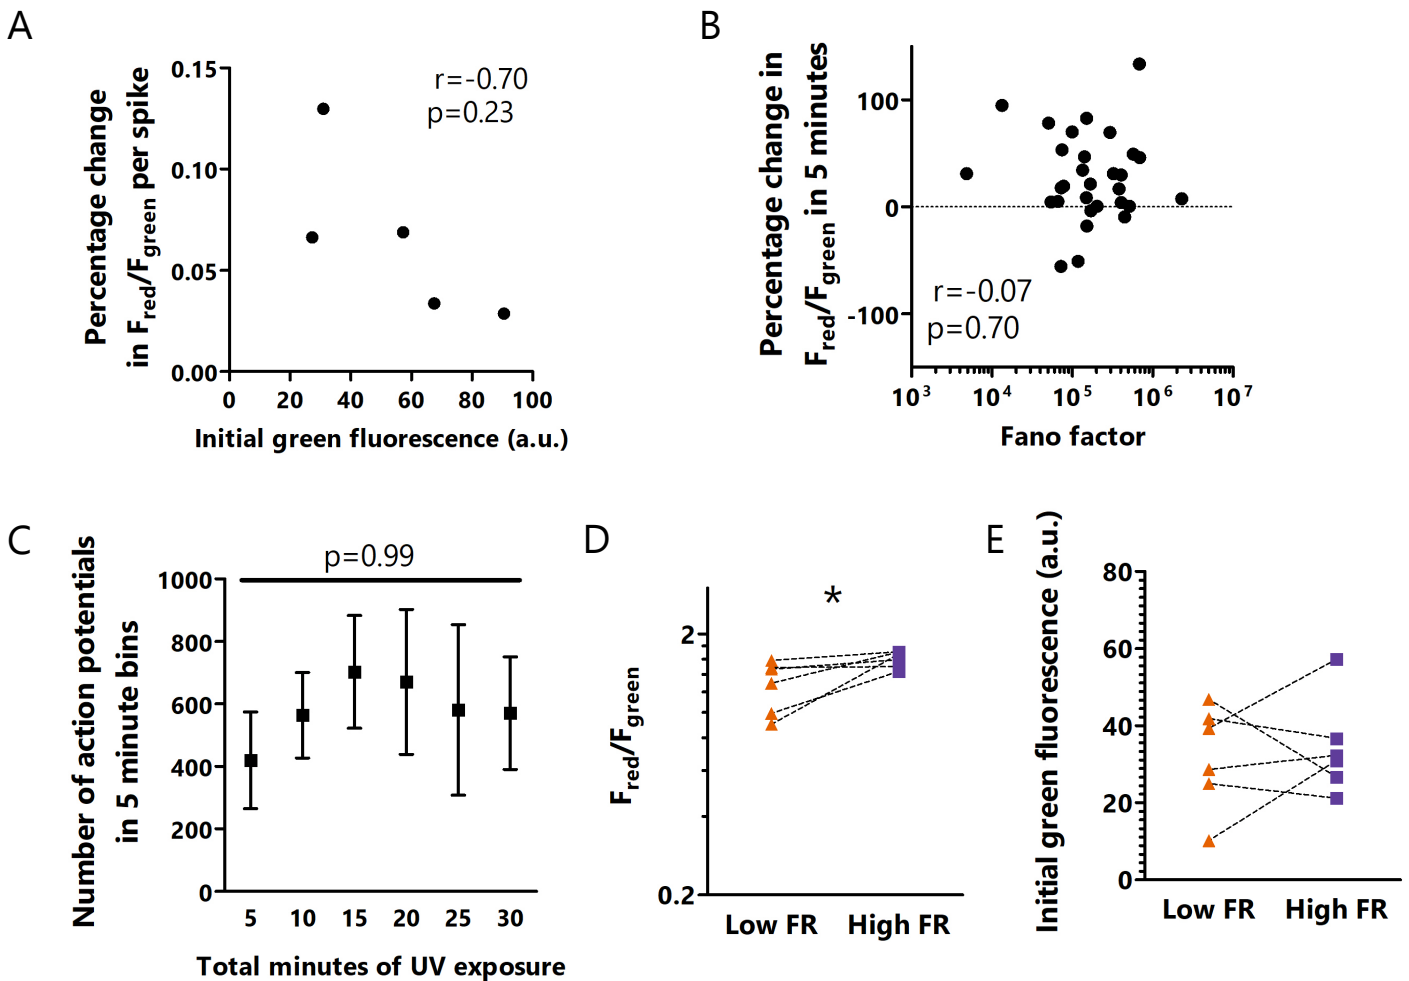 A
Percentage change
in Fred/Fgreen per spike
0.15
0.10
0.05
0.00
r=-0.70
p=0.23
0 20 40 60 80 100
Initial green fluorescence (a.u.)
B
Percentage change in
Fred/Fgreen in 5 minutes
100
0
-100
r=-0.07
p=0.70
10³ 10⁴ 10⁵ 10⁶ 10⁷
Fano factor
C
Number of action potentials
in 5 minute bins
p=0.99
1000
800
600
400
200
0
5 10 15 20 25 30
Total minutes of UV exposure
D
Fred/Fgreen
*
2
0.2
Low FR High FR
E
Initial green fluorescence (a.u.)
80
60
40
20
0
Low FR High FR